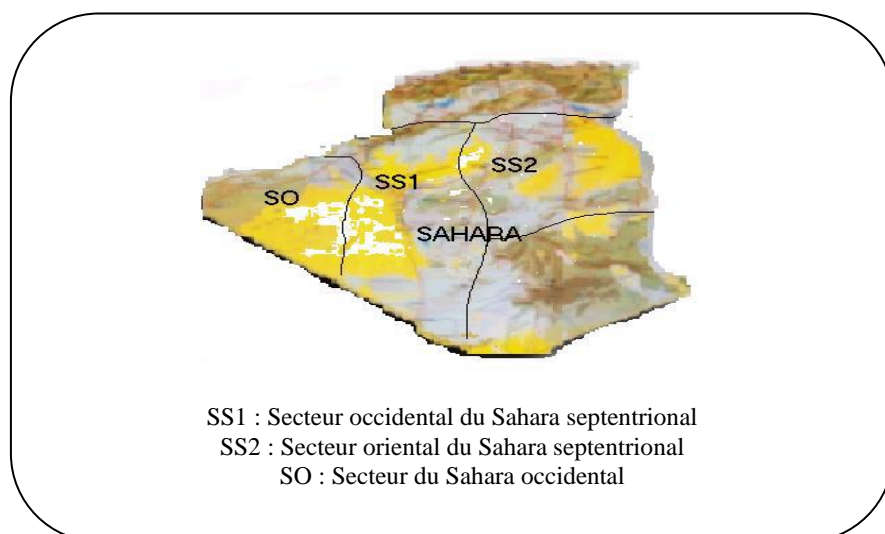 SS2
SS1
SO
SAHARA
SS1 : Secteur occidental du Sahara septentrional
SS2 : Secteur oriental du Sahara septentrional
SO : Secteur du Sahara occidental